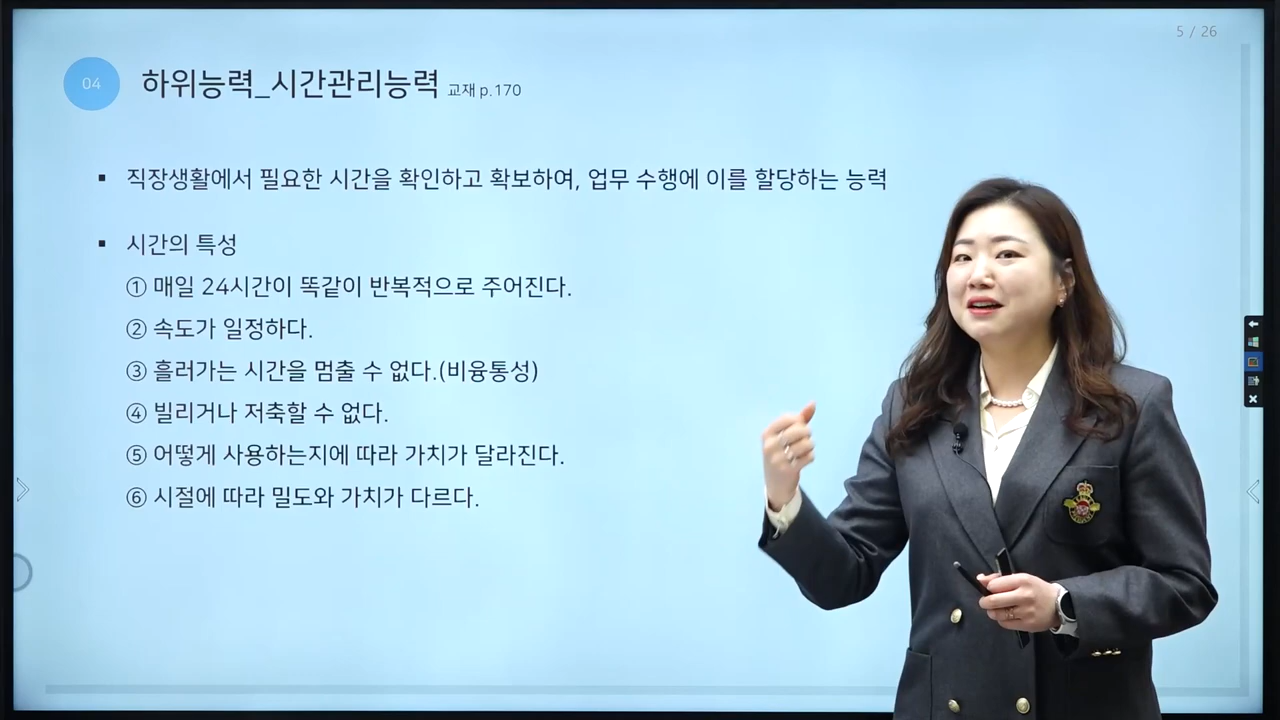 5 / 26
04 하위능력_시간관리능력 교재 p.170
▪ 직장생활에서 필요한 시간을 확인하고 확보하여, 업무 수행에 이를 할당하는 능력
▪ 시간의 특성
① 매일 24시간이 똑같이 반복적으로 주어진다.
② 속도가 일정하다.
③ 흘러가는 시간을 멈출 수 없다.(비융통성)
④ 빌리거나 저축할 수 없다.
⑤ 어떻게 사용하는지에 따라 가치가 달라진다.
⑥ 시절에 따라 밀도와 가치가 다르다.